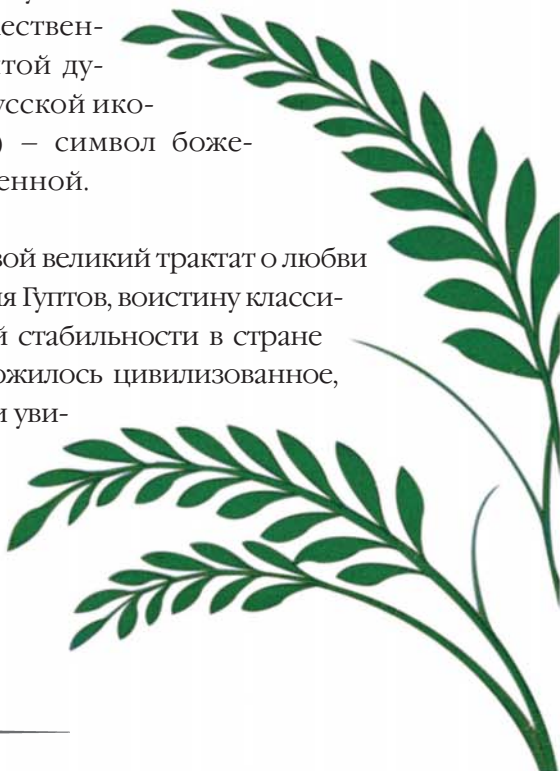 ествен-
той ду-
усской ико-
) – символ боже-
енной.
вой великий трактат о любви
я Гуптов, воистину класси-
й стабильности в стране
ожилось цивилизованное,
и уви-